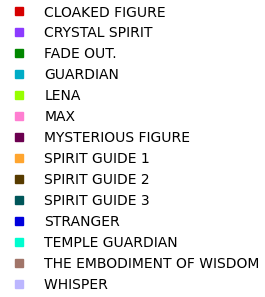 CLOAKED FIGURE
CRYSTAL SPIRIT
FADE OUT.
GUARDIAN
LENA
MAX
MYSTERIOUS FIGURE
SPIRIT GUIDE 1
SPIRIT GUIDE 2
SPIRIT GUIDE 3
STRANGER
TEMPLE GUARDIAN
THE EMBODIMENT OF WISDOM
WHISPER